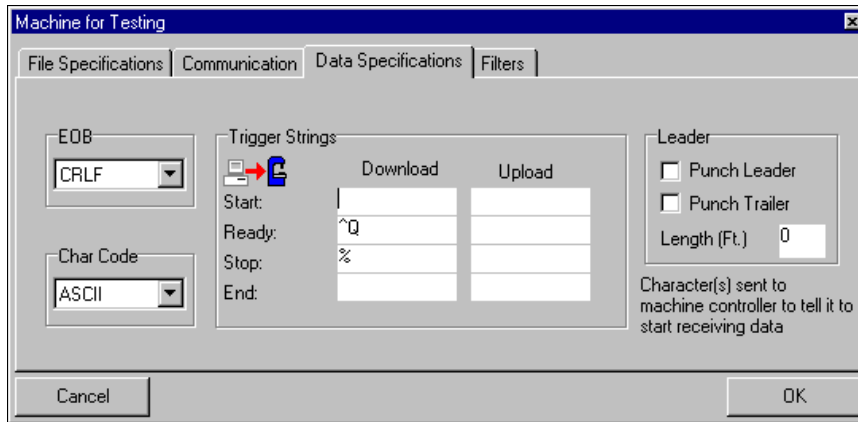 Machine for Testing
File Specifications Communication Data Specifications Filters
EOB
CRLF
Char Code
ASCII
Trigger Strings
Download Upload
Start:
Ready: ^Q
Stop: %
End:
Leader
Punch Leader
Punch Trailer
Length (Ft.) 0
Character(s) sent to
machine controller to tell it to
start receiving data
Cancel OK